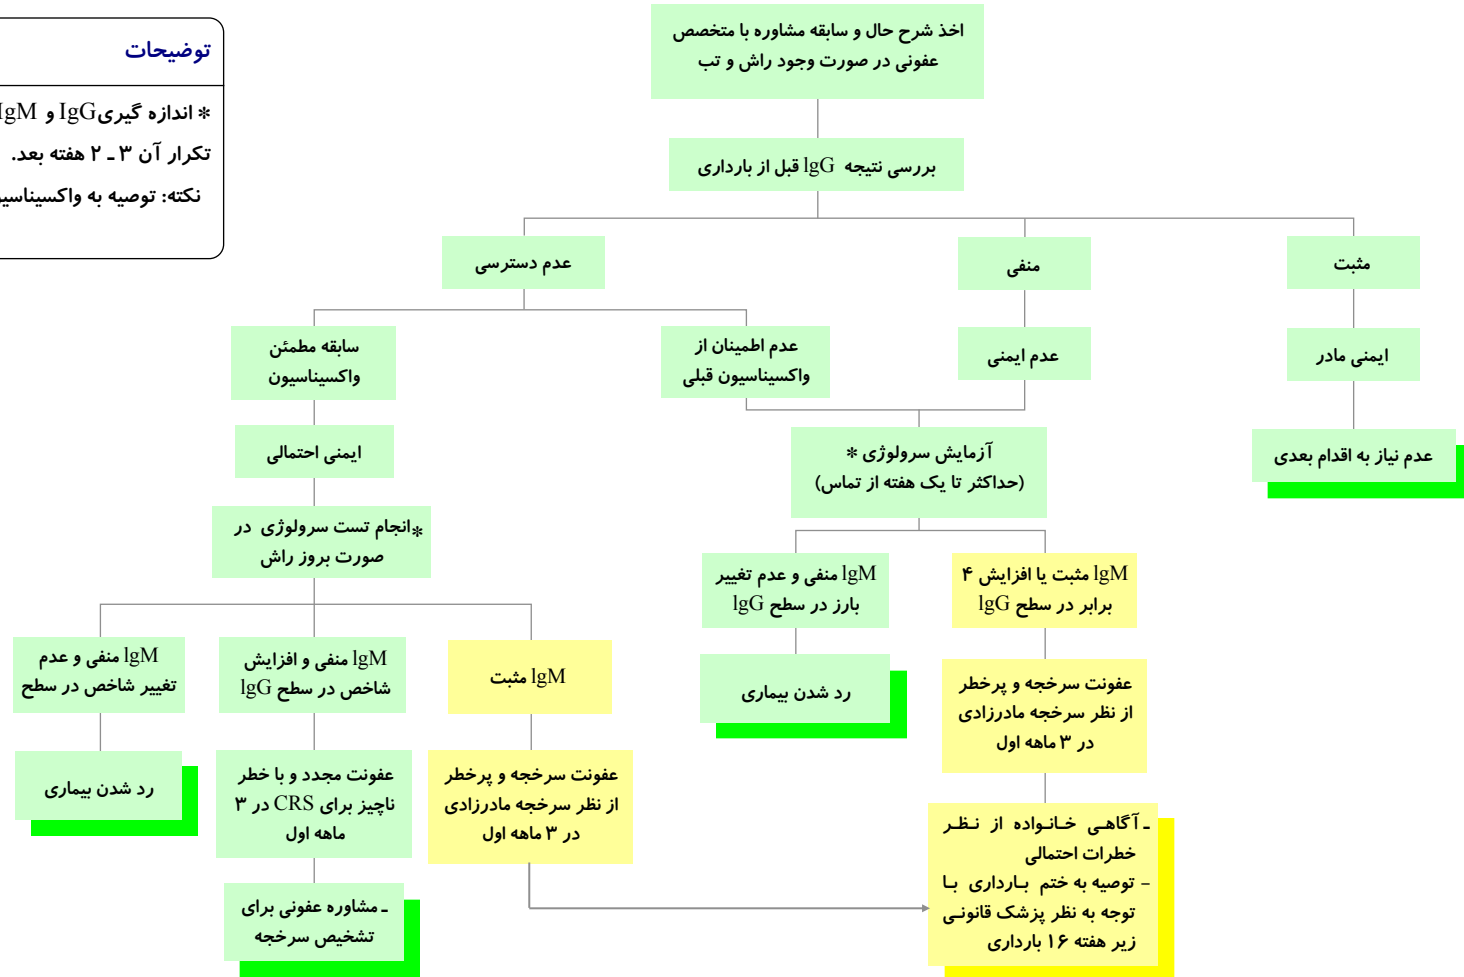 توضیحات
* اندازه گیری IgG و IgM
تکرار آن ۳ ـ ۲ هفته بعد.
نکته: توصیه به
اخذ شرح حال و سابقه مشاوره با متخصص
عفونی در صورت وجود راش و تب
بررسی نتیجه IgG قبل از بارداری
مثبت
منفی
عدم دسترسی
ایمنی مادر
عدم ایمنی
عدم اطمینان از
واکسیناسیون قبلی
سابقه مطمئن
واکسیناسیون
عدم نیاز به اقدام بعدی
آزمایش سرولوژی *
(حداکثر تا یک هفته از تماس)
ایمنی احتمالی
*انجام تست سرولوژی در
صورت بروز راش
IgM مثبت یا افزایش ۴
برابر در سطح IgG
IgM منفی و عدم تغییر
بارز در سطح IgG
IgM مثبت
IgM منفی و افزایش
شاخص در سطح IgG
IgM منفی و عدم
تغییر شاخص در سطح
عفونت سرخجه و پرخطر
از نظر سرخجه مادرزادی
در ۳ ماهه اول
رد شدن بیماری
عفونت سرخجه و پرخطر
از نظر سرخجه مادرزادی
در ۳ ماهه اول
عفونت مجدد و با خطر
ناچیز برای CRS در ۳
ماهه اول
رد شدن بیماری
ـ آگاهی خانواده از نظر
خطرات احتمالی
- توصیه به ختم بارداری با
توجه به نظر پزشک قانونی
زیر هفته ۱۶ بارداری
ـ مشاوره عفونی برای
تشخیص سرخجه